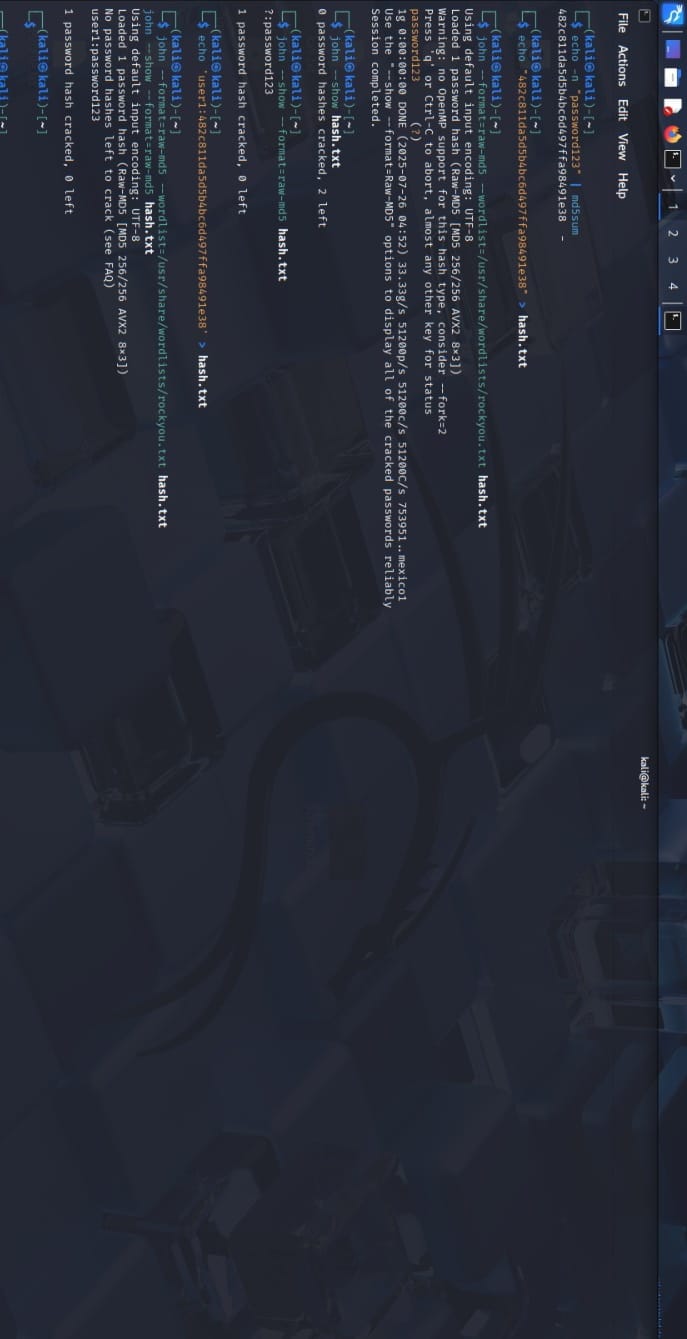 1 2 3 4
kali@kali: ~
File Actions Edit View Help
┌──(kali㉿kali)-[~]
└─$ echo -n "password123" | md5sum
482c811da5d5b4bc6d497ffa98491e38  -
┌──(kali㉿kali)-[~]
└─$ echo "482c811da5d5b4bc6d497ffa98491e38" > hash.txt
┌──(kali㉿kali)-[~]
└─$ john --format=raw-md5 --wordlist=/usr/share/wordlists/rockyou.txt hash.txt
Using default input encoding: UTF-8
Loaded 1 password hash (Raw-MD5 [MD5 256/256 AVX2 8×3])
Warning: no OpenMP support for this hash type, consider --fork=2
Press 'q' or Ctrl-C to abort, almost any other key for status
password123      (?)
1g 0:00:00:00 DONE (2025-07-26 04:52) 33.33g/s 51200p/s 51200c/s 51200C/s 753951..mexico1
Use the "--show --format=Raw-MD5" options to display all of the cracked passwords reliably
Session completed.
┌──(kali㉿kali)-[~]
└─$ john --show hash.txt
0 password hashes cracked, 2 left
┌──(kali㉿kali)-[~]
└─$ john --show --format=raw-md5 hash.txt
?:password123
1 password hash cracked, 0 left
┌──(kali㉿kali)-[~]
└─$ echo 'user1:482c811da5d5b4bc6d497ffa98491e38' > hash.txt
┌──(kali㉿kali)-[~]
└─$ john --format=raw-md5 --wordlist=/usr/share/wordlists/rockyou.txt hash.txt
john --show --format=raw-md5 hash.txt
Using default input encoding: UTF-8
Loaded 1 password hash (Raw-MD5 [MD5 256/256 AVX2 8×3])
No password hashes left to crack (see FAQ)
user1:password123
1 password hash cracked, 0 left
┌──(kali㉿kali)-[~]
└─$
┌──(kali㉿kali)-[~]